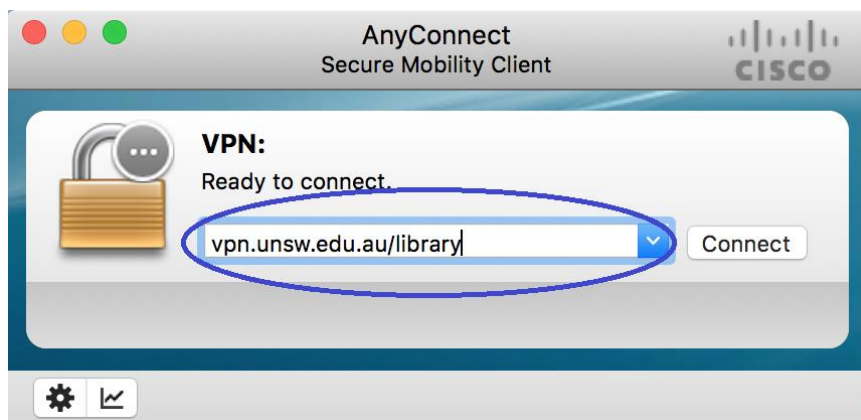 AnyConnect
Secure Mobility Client
CISCO
VPN:
Ready to connect.
vpn.unsw.edu.au/library
Connect